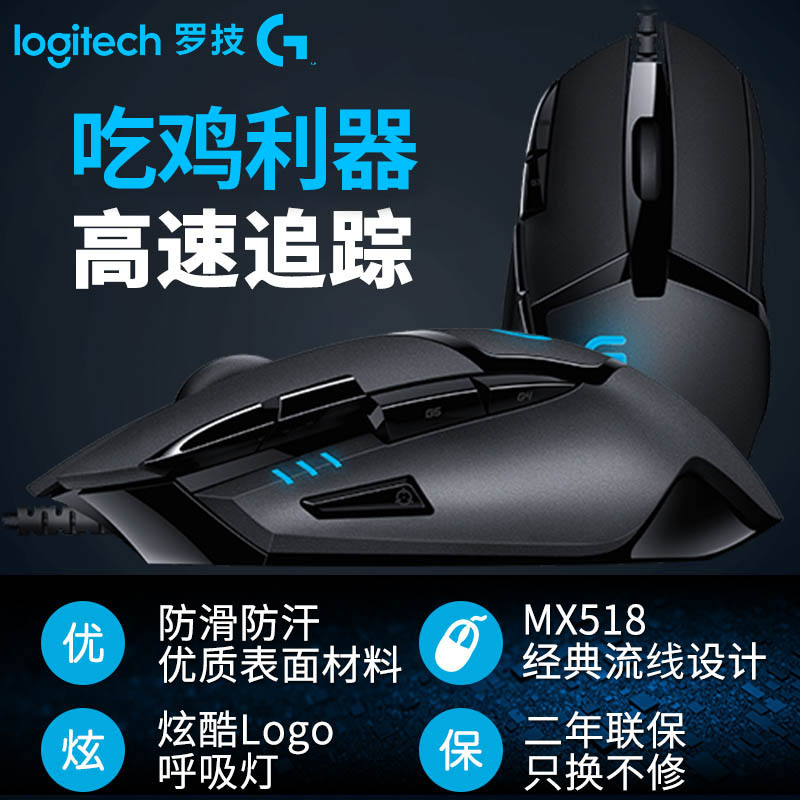 logitech 罗技 G
吃鸡利器
高速追踪
G5 G4
优
防滑防汗
优质表面材料
MX518
经典流线设计
炫
炫酷Logo
呼吸灯
保
二年联保
只换不修